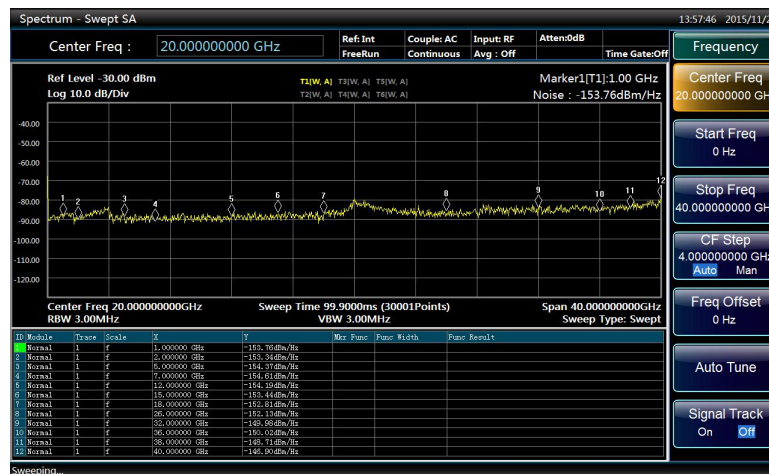 Spectrum - Swept SA 13:57:46 2015/11/2
Center Freq : 20.000000000 GHz
Ref: Int Couple: AC Input: RF Atten:0dB
FreeRun Continuous Avg : Off Time Gate:Off
Ref Level -30.00 dBm
Log 10.0 dB/Div
T1[W, A] T3[W, A] T5[W, A]
T2[W, A] T4[W, A] T6[W, A]
Marker1[T1]:1.00 GHz
Noise : -153.76dBm/Hz
-40.00
-50.00
-60.00
-70.00
-80.00
-90.00
-100.00
-110.00
-120.00
1 2 3 4 5 6 7 8 9 10 11 12
Center Freq 20.000000000GHz Sweep Time 99.9000ms (30001Points) Span 40.000000000GHz
RBW 3.00MHz VBW 3.00MHz Sweep Type: Swept
ID Module Trace Scale X Y Mkr Func Func Width Func Result
1 Normal 1 f 1.000000 GHz -153.76dBm/Hz
2 Normal 1 f 2.000000 GHz -153.34dBm/Hz
3 Normal 1 f 5.000000 GHz -154.37dBm/Hz
4 Normal 1 f 7.000000 GHz -154.61dBm/Hz
5 Normal 1 f 12.000000 GHz -154.19dBm/Hz
6 Normal 1 f 15.000000 GHz -153.44dBm/Hz
7 Normal 1 f 18.000000 GHz -152.81dBm/Hz
8 Normal 1 f 26.000000 GHz -152.13dBm/Hz
9 Normal 1 f 32.000000 GHz -149.98dBm/Hz
10 Normal 1 f 36.000000 GHz -150.02dBm/Hz
11 Normal 1 f 38.000000 GHz -148.71dBm/Hz
12 Normal 1 f 40.000000 GHz -146.90dBm/Hz
Sweeping...
Frequency
Center Freq
20.000000000 GH
Start Freq
0 Hz
Stop Freq
40.000000000 GH
CF Step
4.000000000 GHz
Auto Man
Freq Offset
0 Hz
Auto Tune
Signal Track
On Off